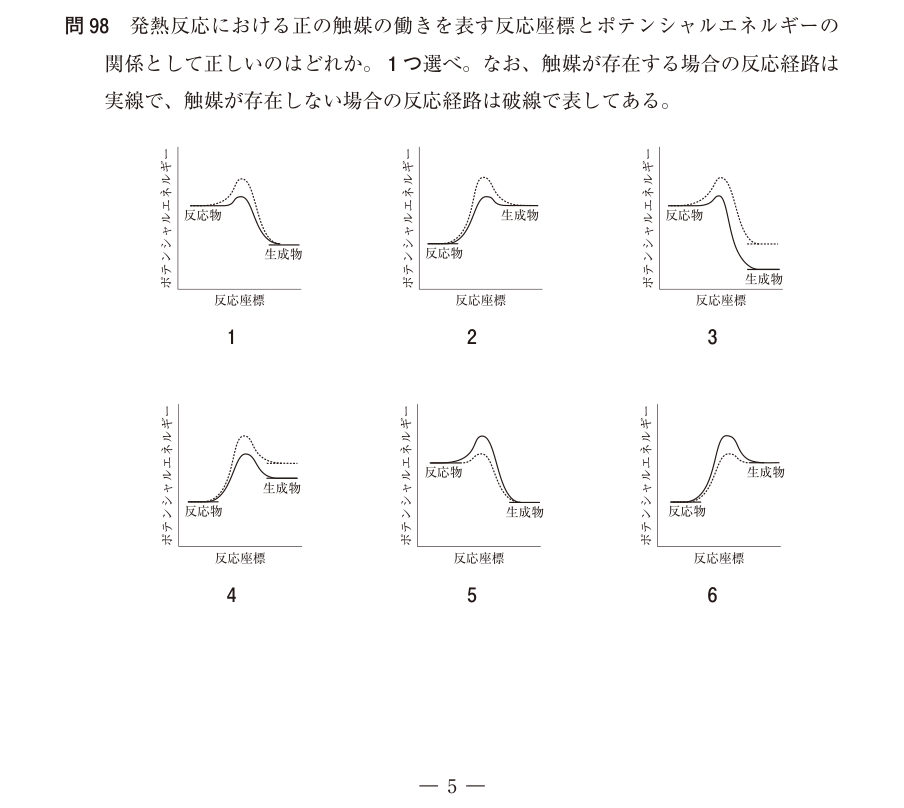 問 98　発熱反応における正の触媒の働きを表す反応座標とポテンシャルエネルギーの
関係として正しいのはどれか。1つ選べ。なお、触媒が存在する場合の反応経路は
実線で、触媒が存在しない場合の反応経路は破線で表してある。
ポテンシャルエネルギー
反応物
生成物
反応座標
1
ポテンシャルエネルギー
反応物
生成物
反応座標
2
ポテンシャルエネルギー
反応物
生成物
反応座標
3
ポテンシャルエネルギー
反応物
生成物
反応座標
4
ポテンシャルエネルギー
反応物
生成物
反応座標
5
ポテンシャルエネルギー
反応物
生成物
反応座標
6
— 5 —